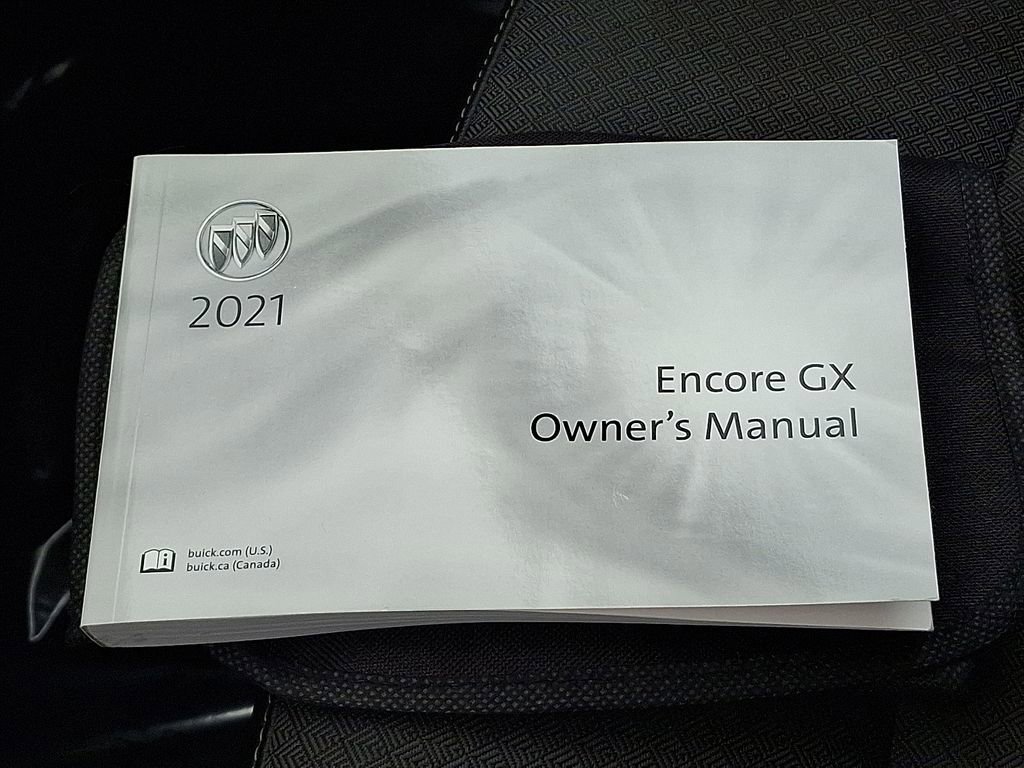 2021
Encore GX
Owner's Manual
buick.com (U.S.)
buick.ca (Canada)